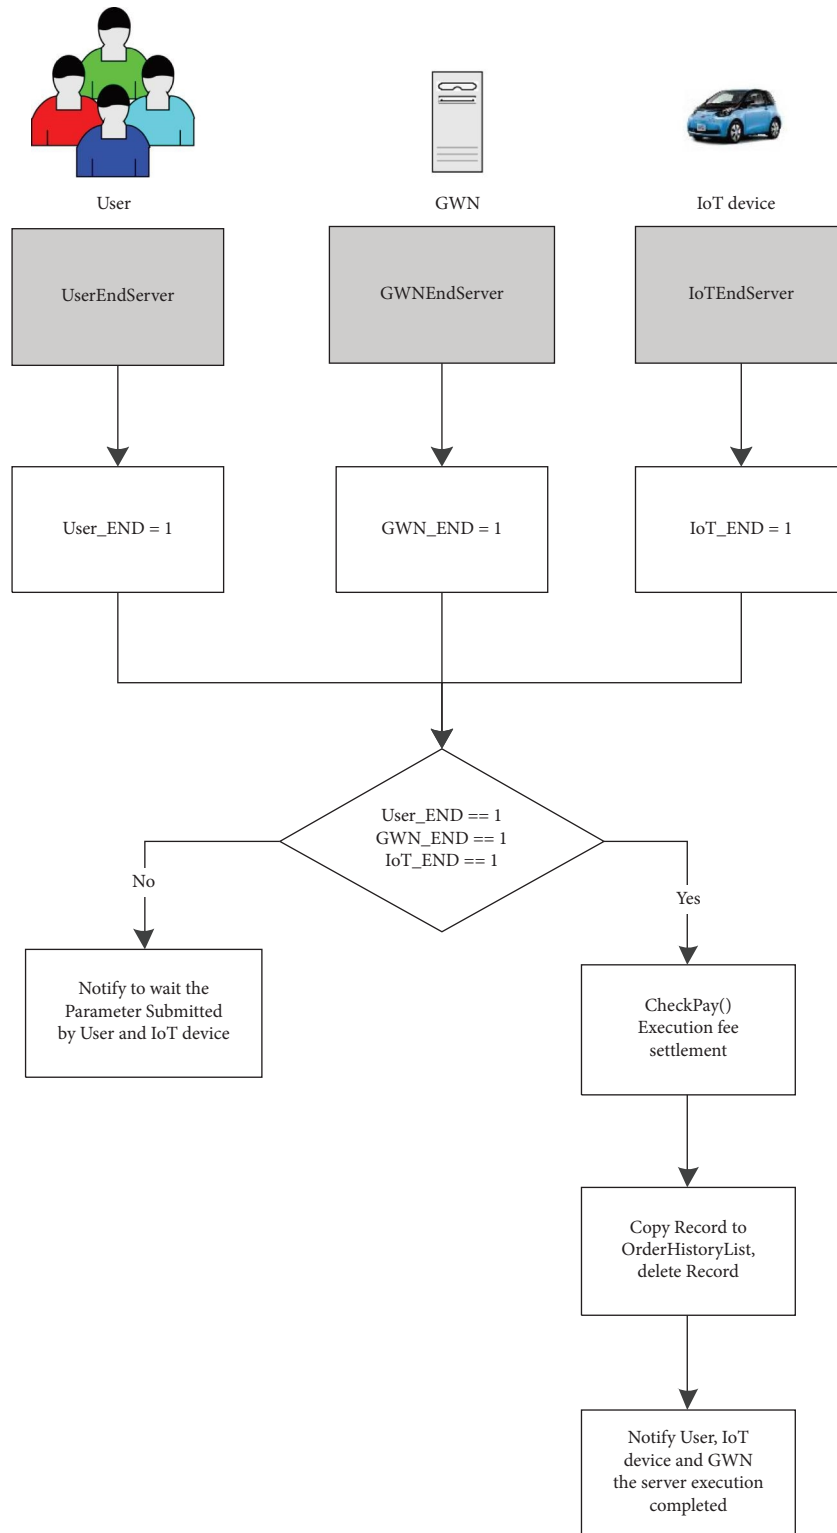 User
GWN
IoT device
UserEndServer
GWNEndServer
IoTEndServer
User_END = 1
GWN_END = 1
IoT_END = 1
User_END == 1
GWN_END == 1
IoT_END == 1
No
Yes
Notify to wait the
Parameter Submitted
by User and IoT device
CheckPay()
Execution fee
settlement
Copy Record to
OrderHistoryList,
delete Record
Notify User, IoT
device and GWN
the server execution
completed